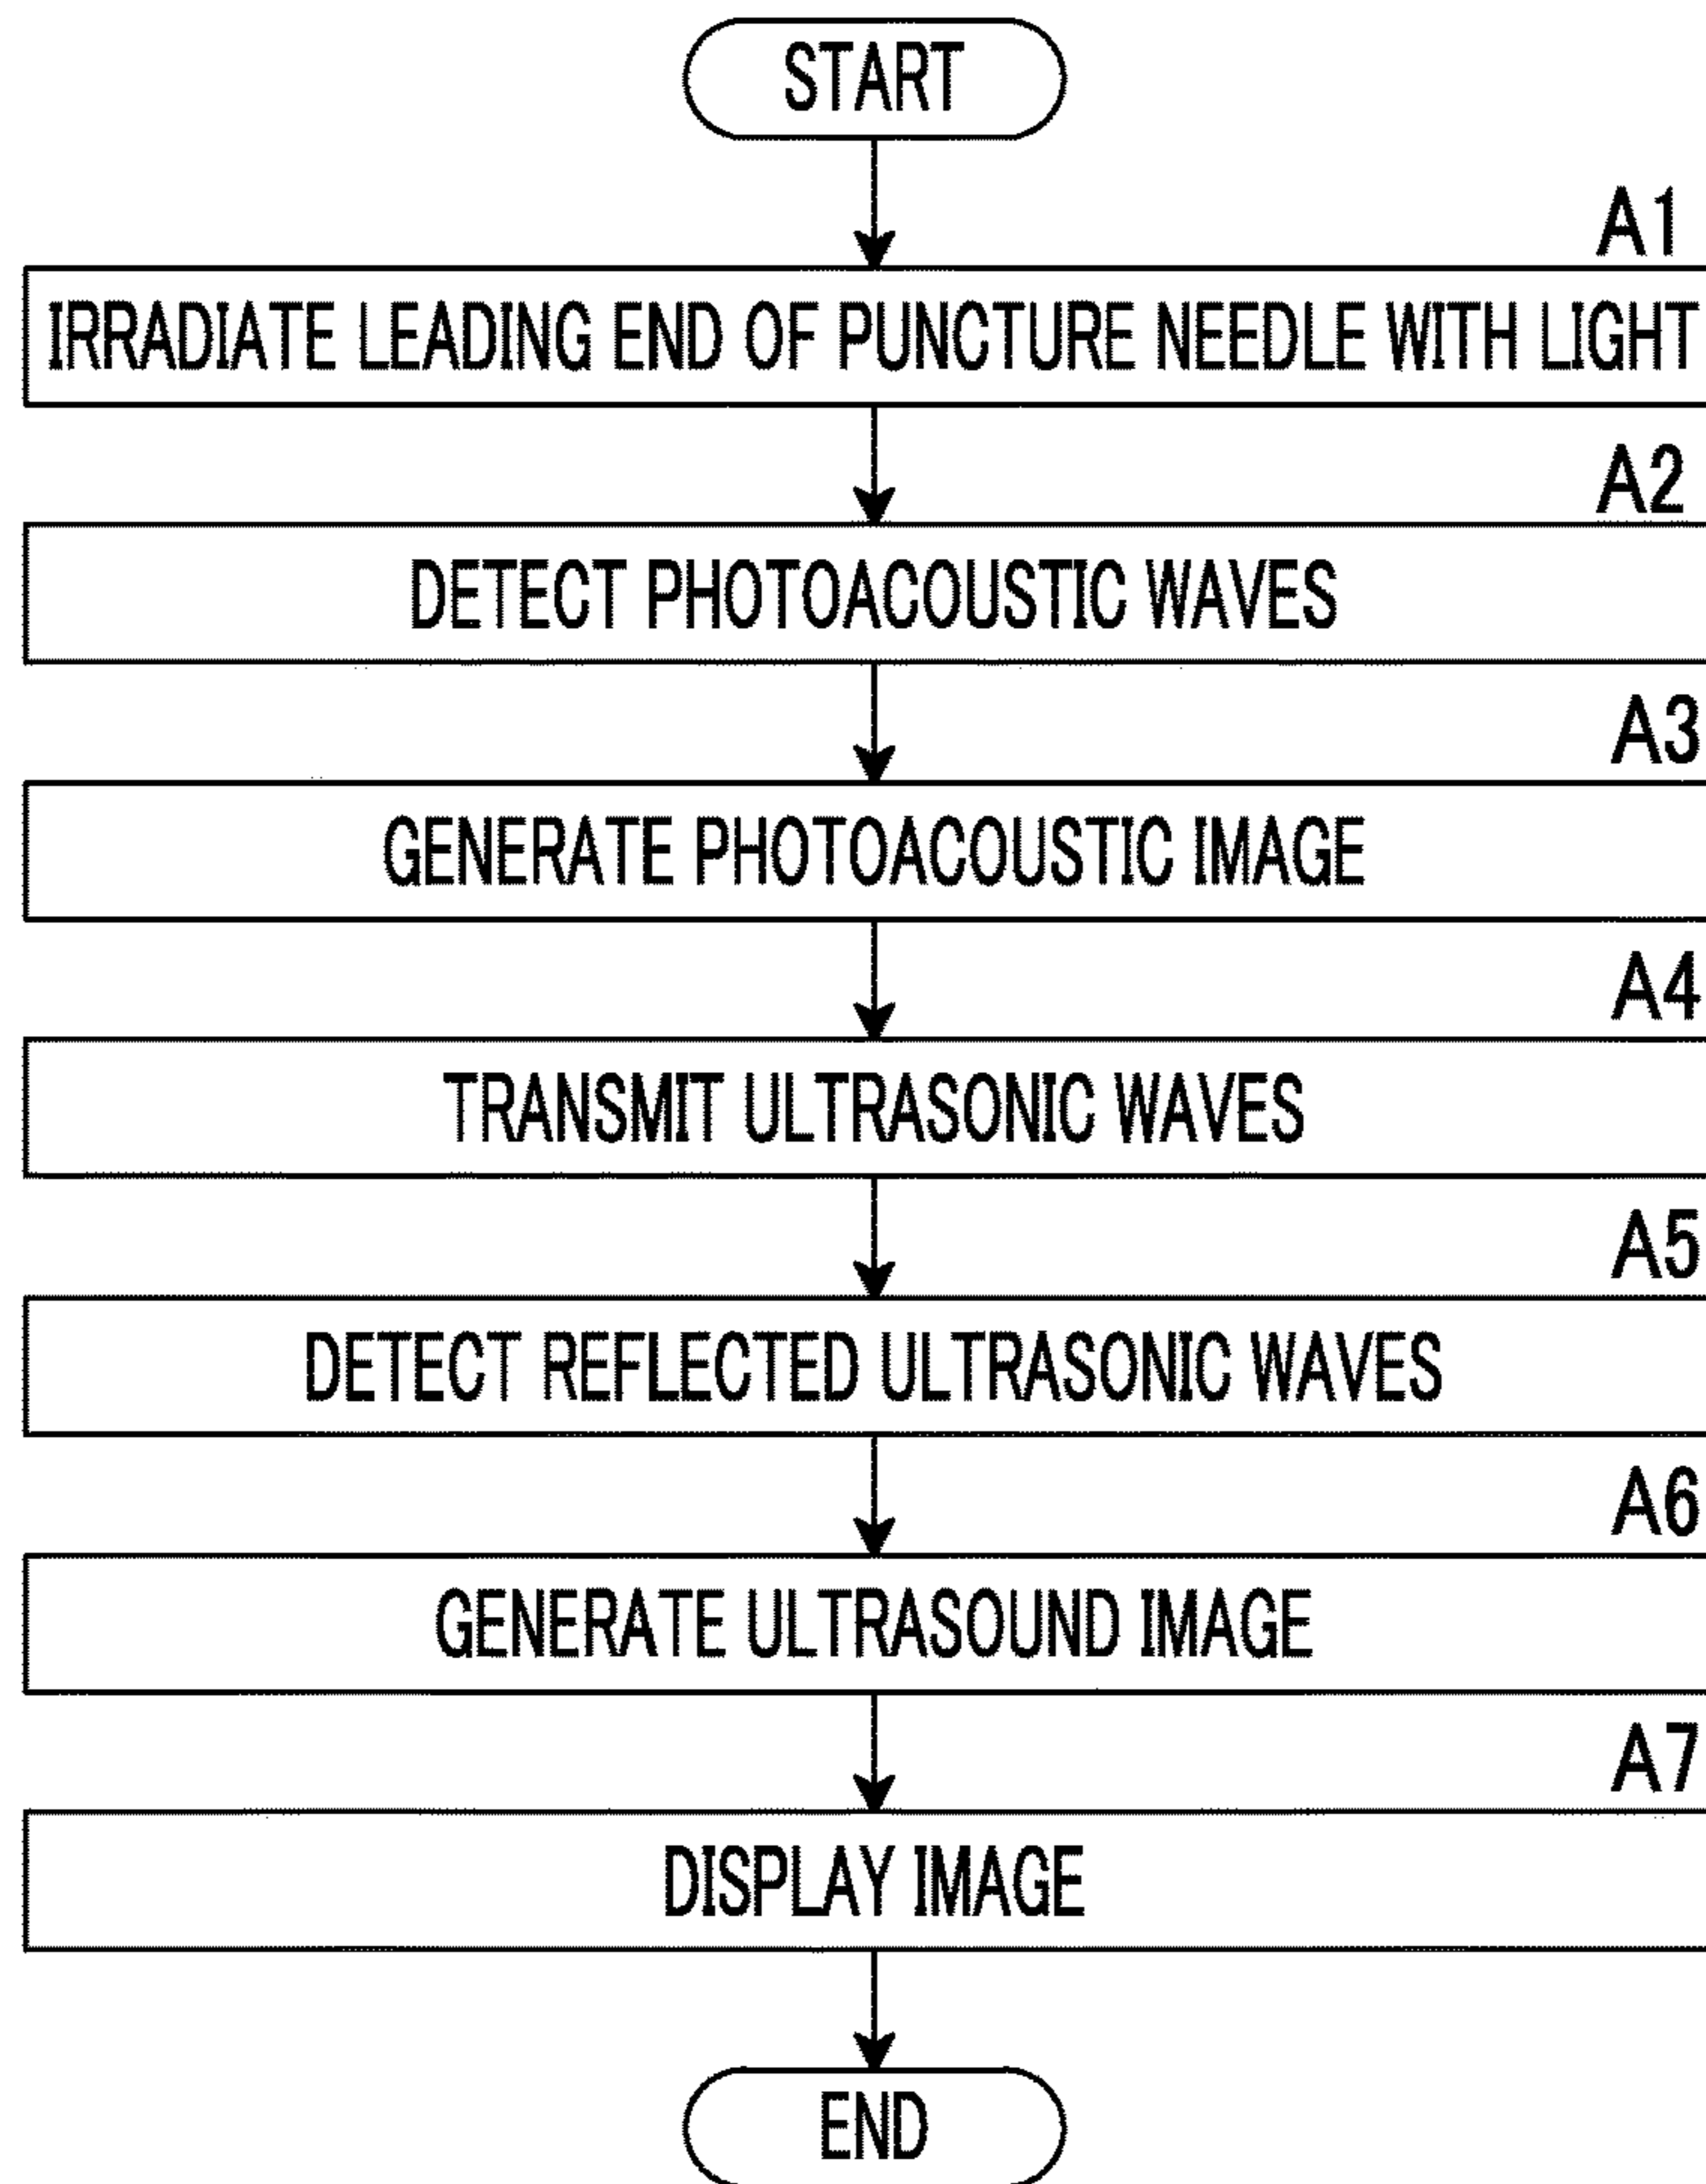 START
A1
IRRADIATE LEADING END OF PUNCTURE NEEDLE WITH LIGHT
A2
DETECT PHOTOACOUSTIC WAVES
A3
GENERATE PHOTOACOUSTIC IMAGE
A4
TRANSMIT ULTRASONIC WAVES
A5
DETECT REFLECTED ULTRASONIC WAVES
A6
GENERATE ULTRASOUND IMAGE
A7
DISPLAY IMAGE
END